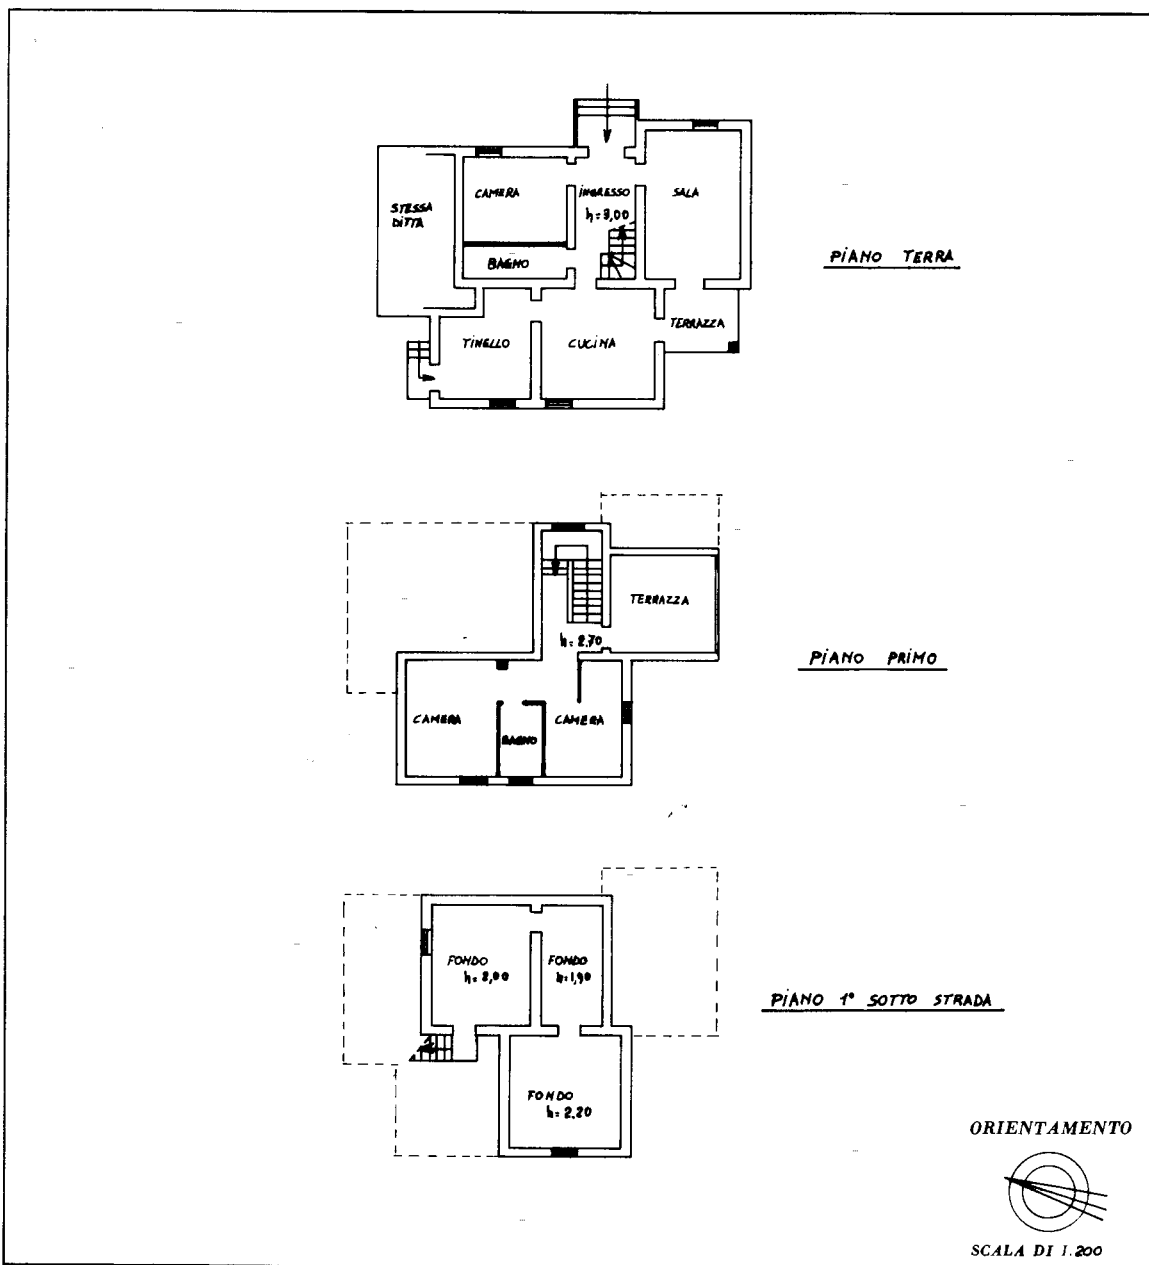 CAMERA
INGRESSO
h=3,00
SALA
STESSA
DITTA
BAGNO
PIANO TERRA
TINELLO
CUCINA
TERRAZZA
TERRAZZA
h=2,70
PIANO PRIMO
CAMERA
BAGNO
CAMERA
FONDO
h=2,00
FONDO
h=1,90
PIANO 1° SOTTO STRADA
FONDO
h=2,20
ORIENTAMENTO
SCALA DI 1.200